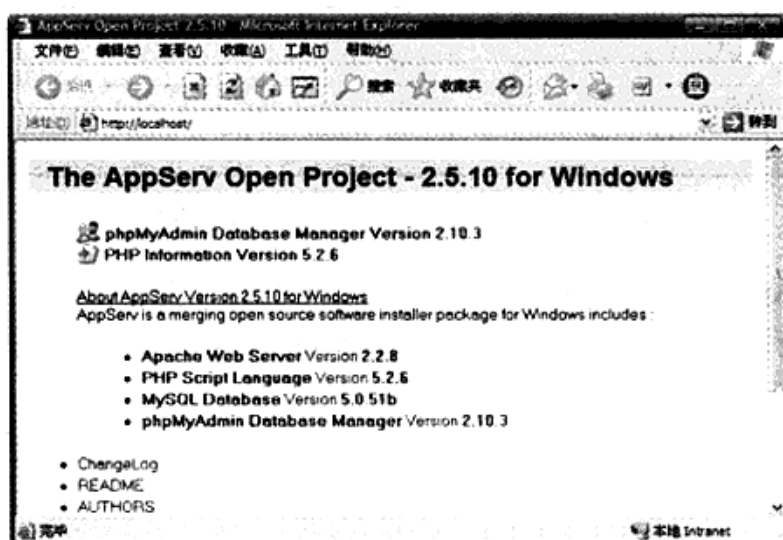 AppServ Open Project 2.5.10 - Microsoft Internet Explorer
文件(F) 编辑(E) 查看(V) 收藏(A) 工具(T) 帮助(H)
后退 搜索 收藏夹
地址(D) http://localhost/ 转到
The AppServ Open Project - 2.5.10 for Windows
phpMyAdmin Database Manager Version 2.10.3
PHP Information Version 5.2.6
About AppServ Version 2.5.10 for Windows
AppServ is a merging open source software installer package for Windows includes :
• Apache Web Server Version 2.2.8
• PHP Script Language Version 5.2.6
• MySQL Database Version 5.0.51b
• phpMyAdmin Database Manager Version 2.10.3
• ChangeLog
• README
• AUTHORS
完毕 本地 Intranet